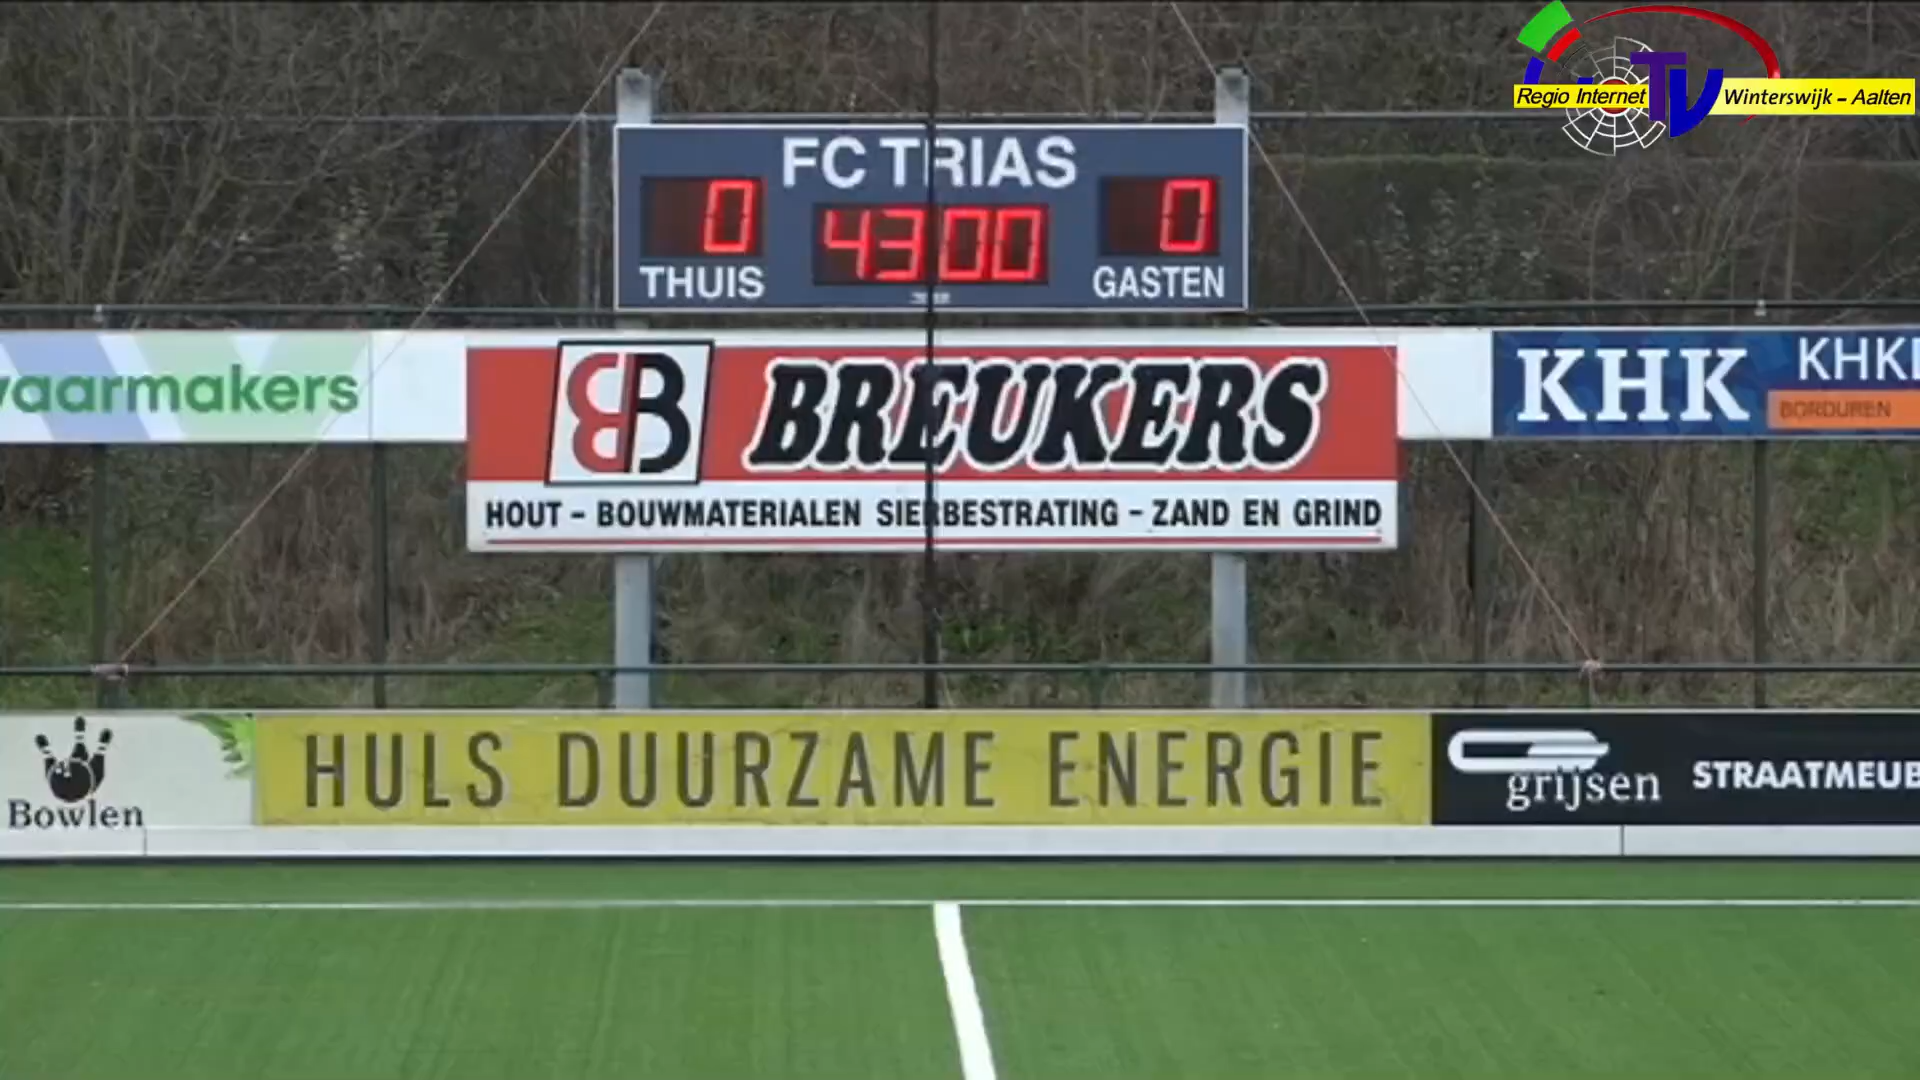 Regio Internet TV Winterswijk - Aalten
FC TRIAS
0 43 00 0
THUIS GASTEN
vaarmakers
BREUKERS
HOUT - BOUWMATERIALEN SIERBESTRATING - ZAND EN GRIND
KHK
KHKB
BORDUREN
Bowlen
HULS DUURZAME ENERGIE
grijsen
STRAATMEUB